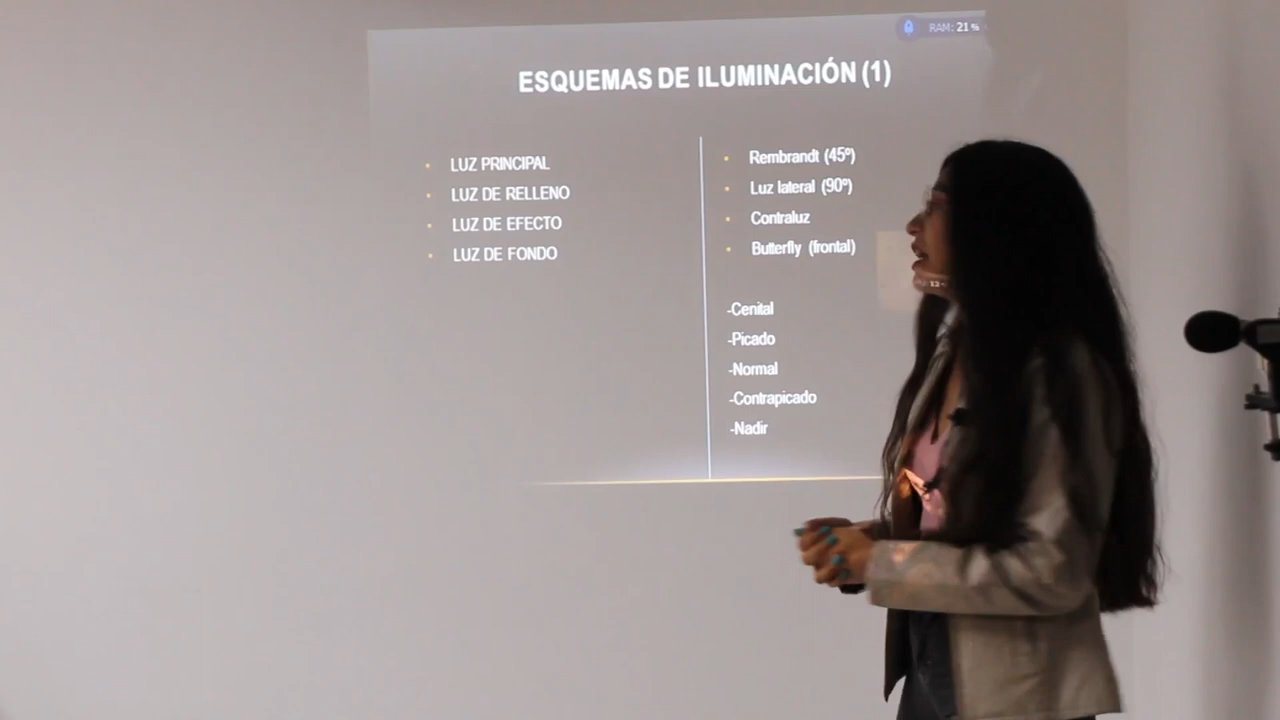 RAM: 21 %
ESQUEMAS DE ILUMINACIÓN (1)
LUZ PRINCIPAL
LUZ DE RELLENO
LUZ DE EFECTO
LUZ DE FONDO
Rembrandt (45º)
Luz lateral (90º)
Contraluz
Butterfly (frontal)
-Cenital
-Picado
-Normal
-Contrapicado
-Nadir